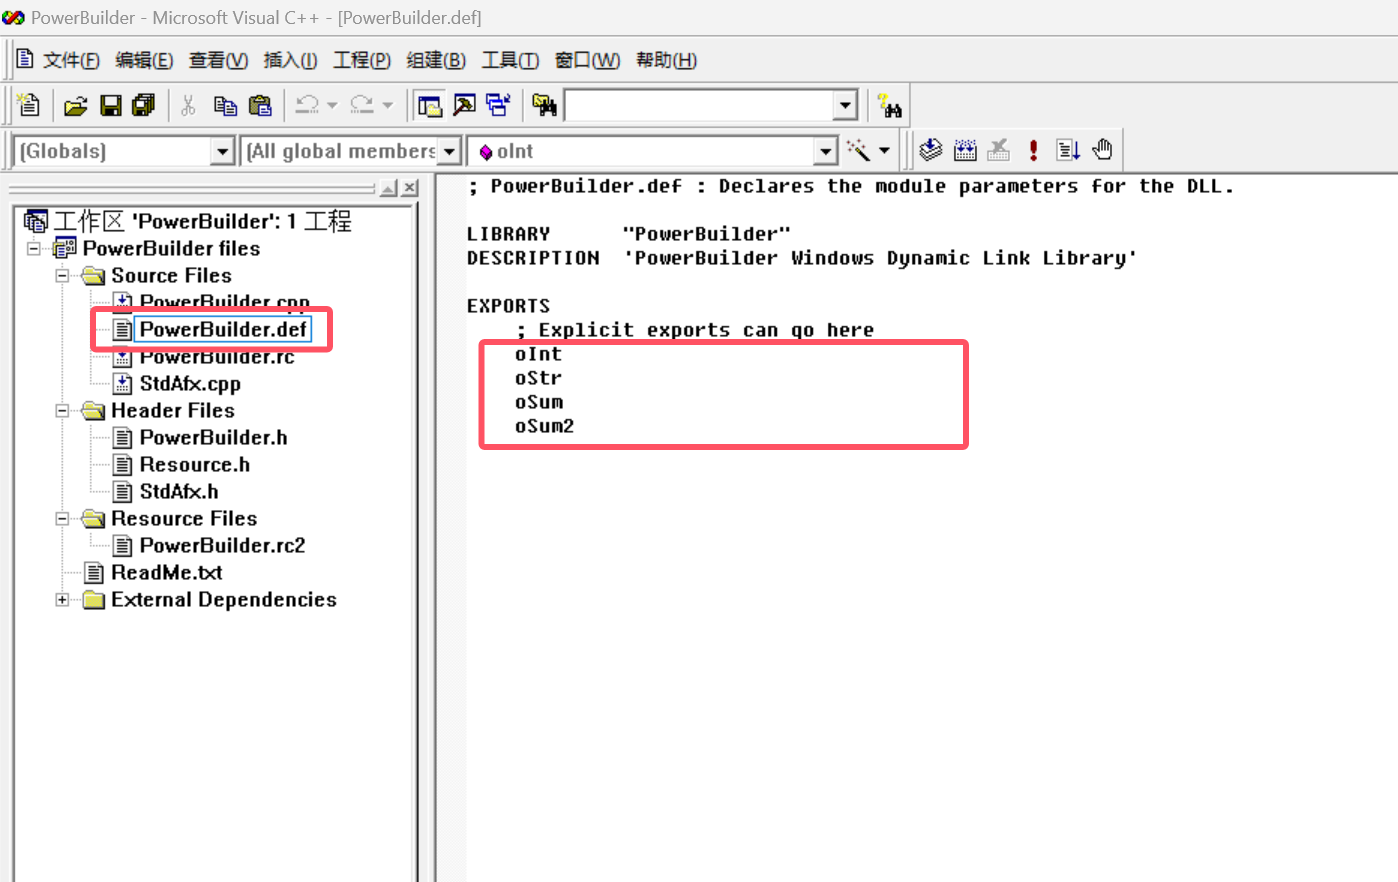 PowerBuilder - Microsoft Visual C++ - [PowerBuilder.def]
文件(F) 编辑(E) 查看(V) 插入(I) 工程(P) 组建(B) 工具(T) 窗口(W) 帮助(H)
(Globals) (All global members oInt
工作区 'PowerBuilder': 1 工程
PowerBuilder files
Source Files
PowerBuilder.cpp
PowerBuilder.def
PowerBuilder.rc
StdAfx.cpp
Header Files
PowerBuilder.h
Resource.h
StdAfx.h
Resource Files
PowerBuilder.rc2
ReadMe.txt
External Dependencies
; PowerBuilder.def : Declares the module parameters for the DLL.
LIBRARY "PowerBuilder"
DESCRIPTION 'PowerBuilder Windows Dynamic Link Library'
EXPORTS
; Explicit exports can go here
oInt
oStr
oSum
oSum2